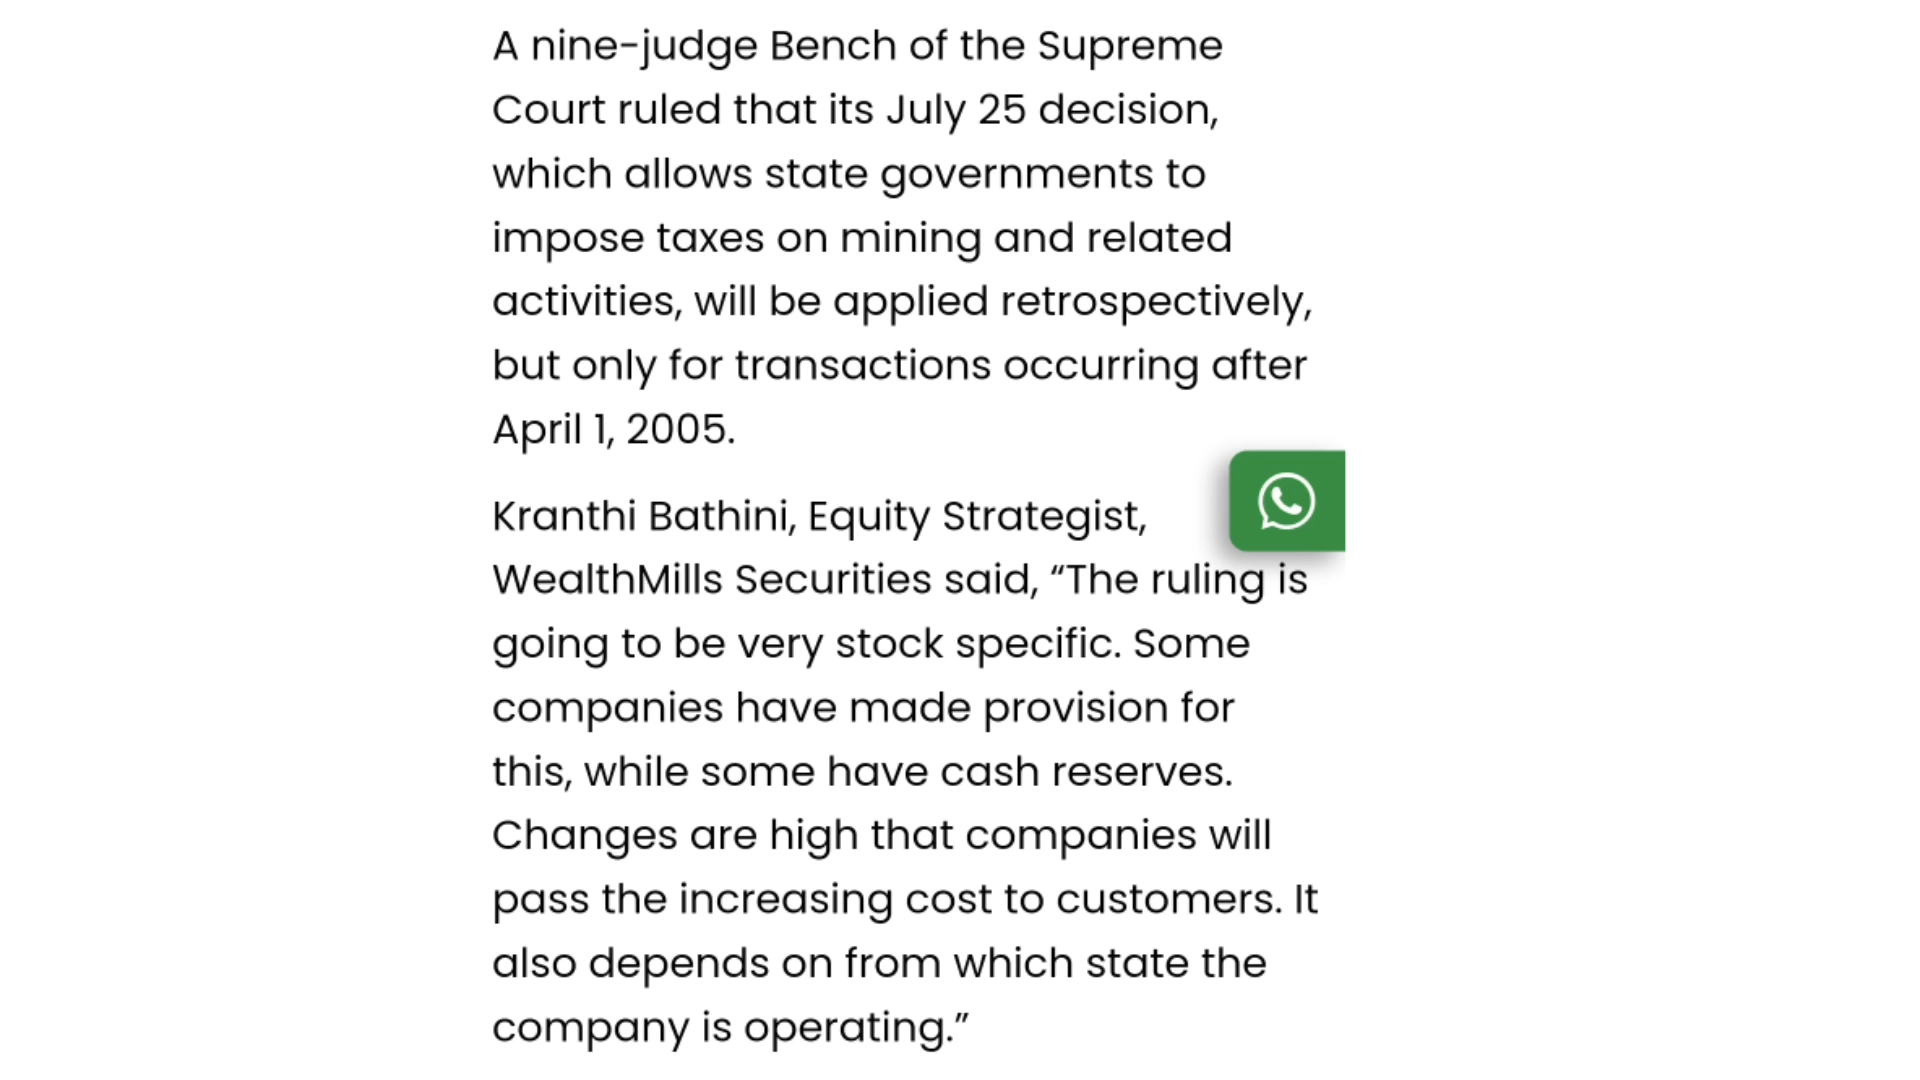 A nine-judge Bench of the Supreme
Court ruled that its July 25 decision,
which allows state governments to
impose taxes on mining and related
activities, will be applied retrospectively,
but only for transactions occurring after
April 1, 2005.
Kranthi Bathini, Equity Strategist,
WealthMills Securities said, “The ruling is
going to be very stock specific. Some
companies have made provision for
this, while some have cash reserves.
Changes are high that companies will
pass the increasing cost to customers. It
also depends on from which state the
company is operating.”